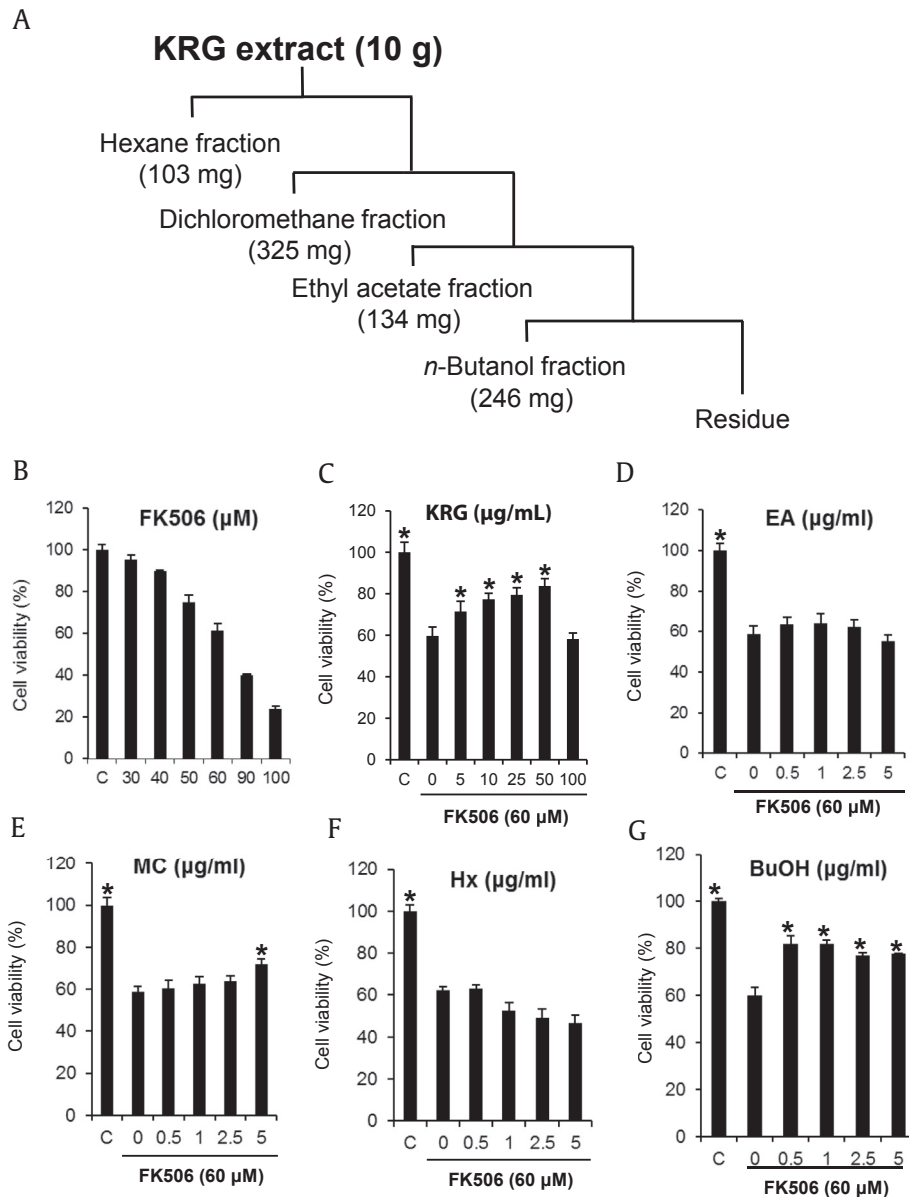 A
KRG extract (10 g)
Hexane fraction
(103 mg)
Dichloromethane fraction
(325 mg)
Ethyl acetate fraction
(134 mg)
n-Butanol fraction
(246 mg)
Residue
B
FK506 (µM)
Cell viability (%)
120
100
80
60
40
20
0
C 30 40 50 60 90 100
C
KRG (µg/mL)
Cell viability (%)
120
100
80
60
40
20
0
* * * * *
C 0 5 10 25 50 100
FK506 (60 µM)
D
EA (µg/ml)
Cell viability (%)
120
100
80
60
40
20
0
*
C 0 0.5 1 2.5 5
FK506 (60 µM)
E
MC (µg/ml)
Cell viability (%)
120
100
80
60
40
20
0
* *
C 0 0.5 1 2.5 5
FK506 (60 µM)
F
Hx (µg/ml)
Cell viability (%)
120
100
80
60
40
20
0
*
C 0 0.5 1 2.5 5
FK506 (60 µM)
G
BuOH (µg/ml)
Cell viability (%)
120
100
80
60
40
20
0
* * * * *
C 0 0.5 1 2.5 5
FK506 (60 µM)